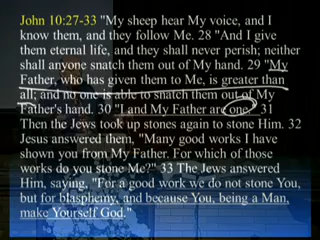 John 10:27-33 "My sheep hear My voice, and I
know them, and they follow Me. 28 "And I give
them eternal life, and they shall never perish; neither
shall anyone snatch them out of My hand. 29 "My
Father, who has given them to Me, is greater than
all; and no one is able to snatch them out of My
Father's hand. 30 "I and My Father are one." 31
Then the Jews took up stones again to stone Him. 32
Jesus answered them, "Many good works I have
shown you from My Father. For which of those
works do you stone Me?" 33 The Jews answered
Him, saying, "For a good work we do not stone You,
but for blasphemy, and because You, being a Man,
make Yourself God."